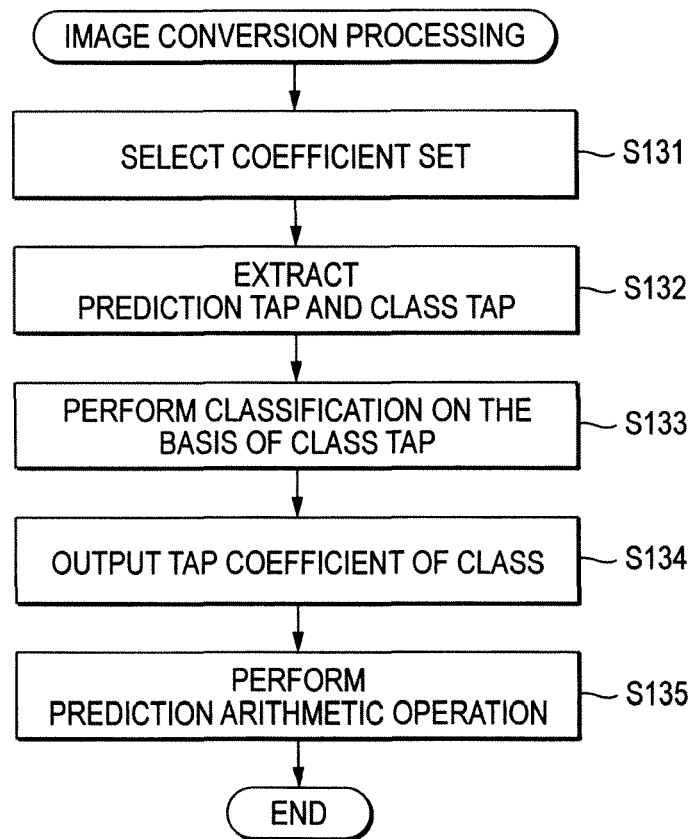 IMAGE CONVERSION PROCESSING
SELECT COEFFICIENT SET
S131
EXTRACT
PREDICTION TAP AND CLASS TAP
S132
PERFORM CLASSIFICATION ON THE
BASIS OF CLASS TAP
S133
OUTPUT TAP COEFFICIENT OF CLASS
S134
PERFORM
PREDICTION ARITHMETIC OPERATION
S135
END